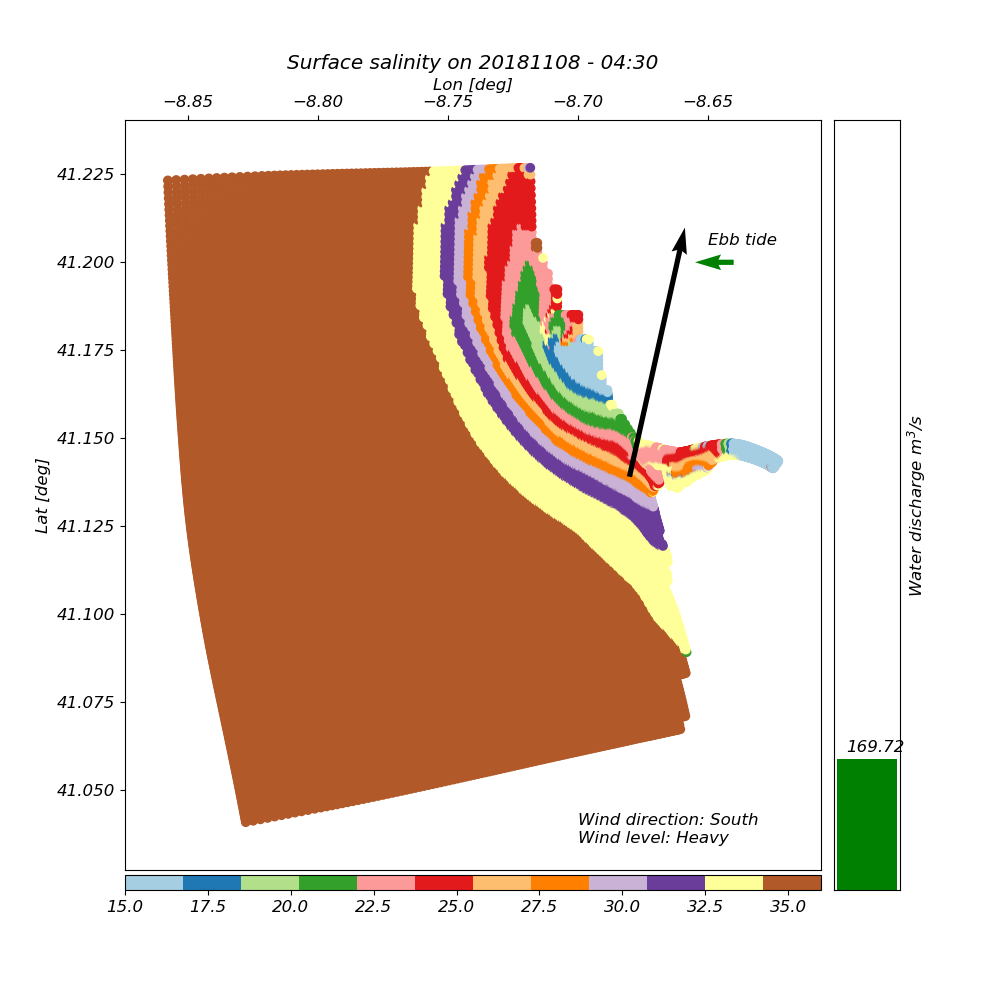 Surface salinity on 20181108 - 04:30
Lon [deg]
−8.85 −8.80 −8.75 −8.70 −8.65
41.225
41.200
41.175
41.150
41.125
41.100
41.075
41.050
Lat [deg]
Ebb tide
Wind direction: South
Wind level: Heavy
169.72
Water discharge m³/s
15.0 17.5 20.0 22.5 25.0 27.5 30.0 32.5 35.0